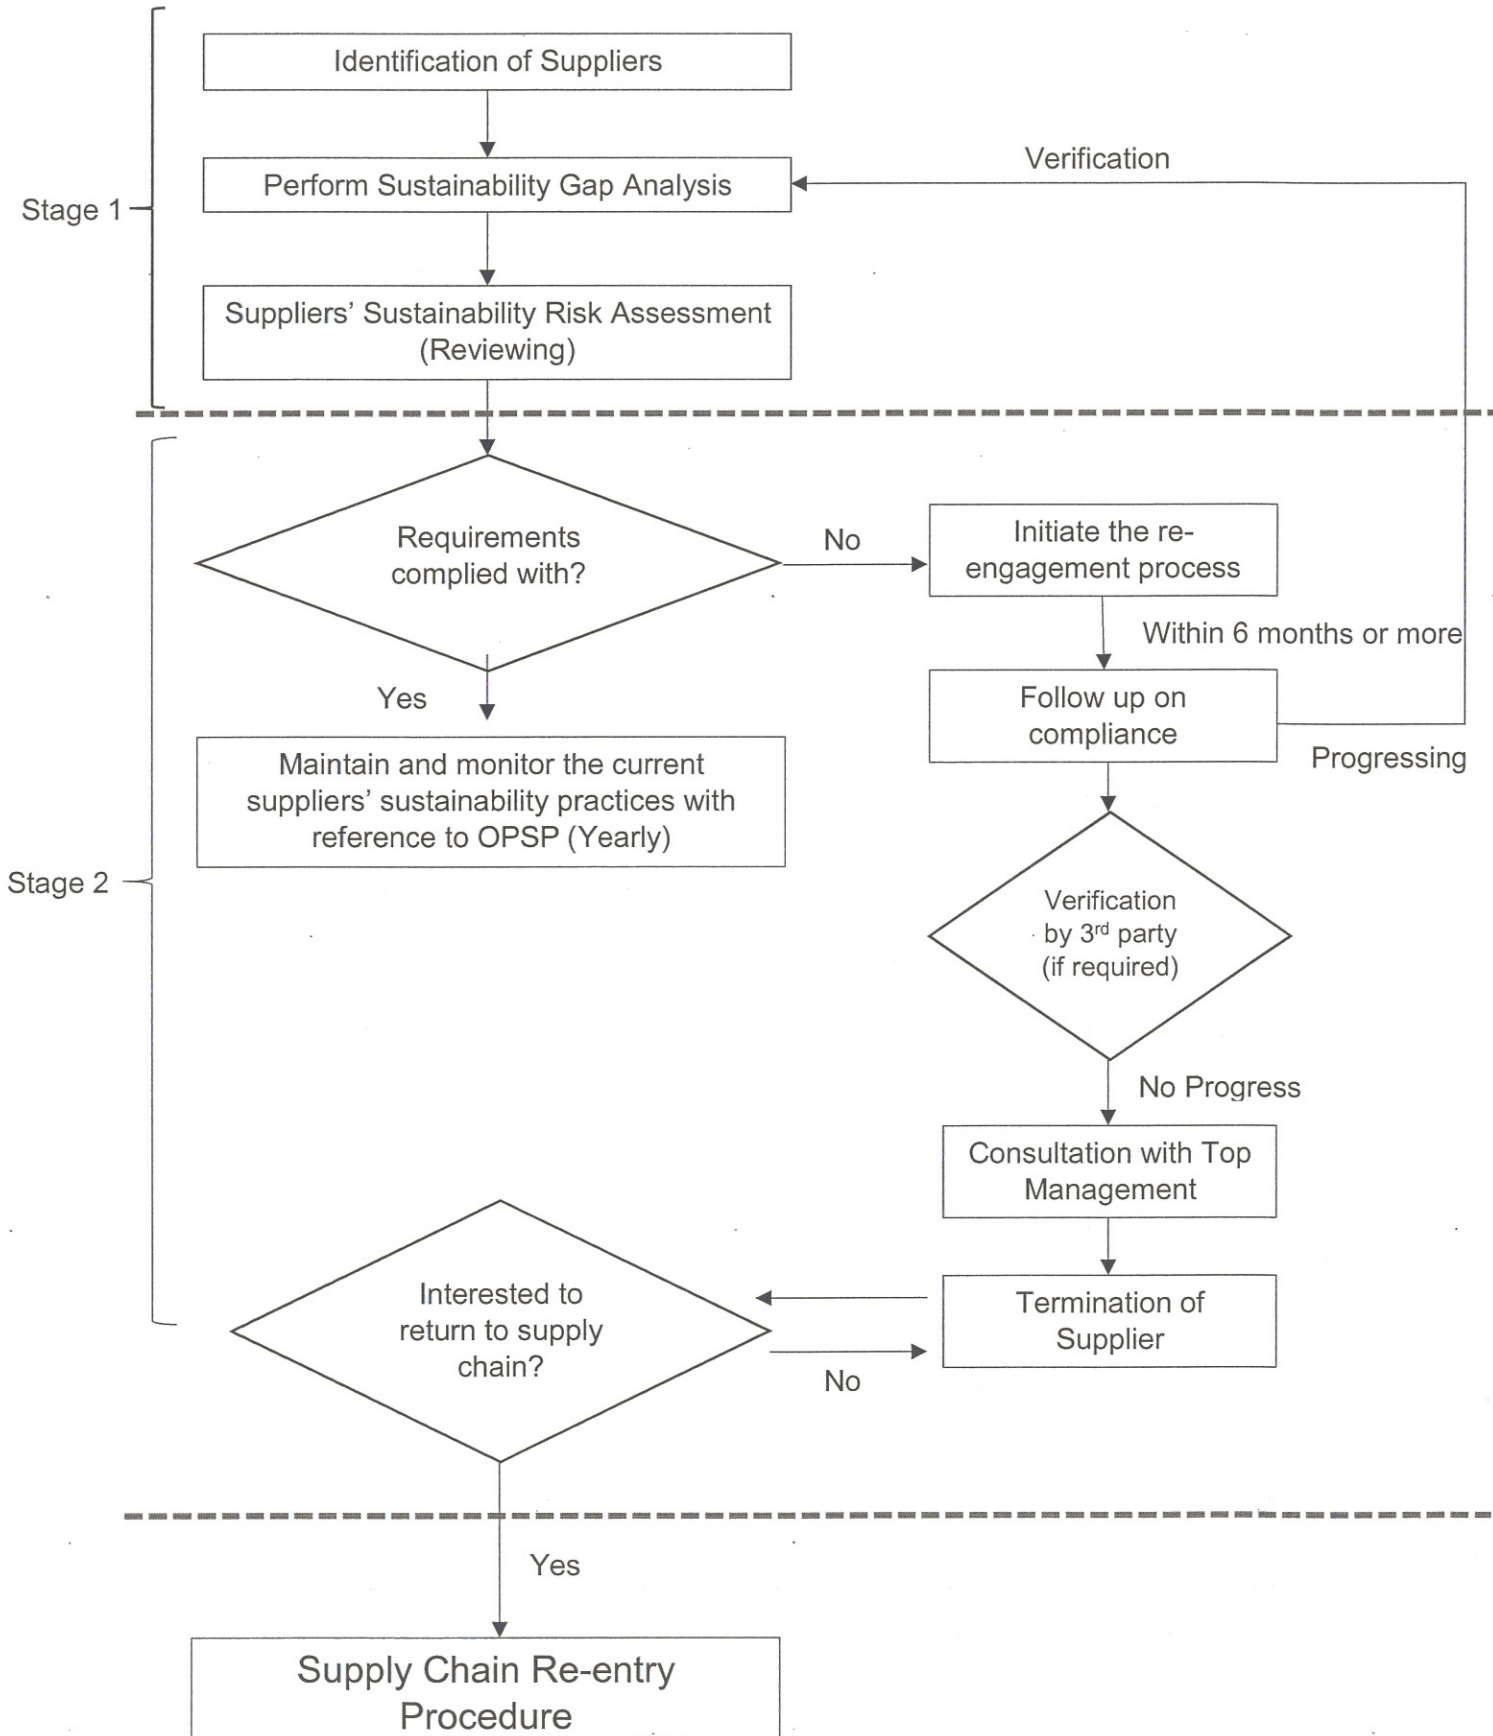 Identification of Suppliers
Verification
Perform Sustainability Gap Analysis
Stage 1
Suppliers’ Sustainability Risk Assessment
(Reviewing)
Requirements
complied with?
No
Initiate the re-
engagement process
Within 6 months or more
Yes
Follow up on
compliance
Progressing
Maintain and monitor the current
suppliers’ sustainability practices with
reference to OPSP (Yearly)
Stage 2
Verification
by 3rd party
(if required)
No Progress
Consultation with Top
Management
Interested to
return to supply
chain?
Termination of
Supplier
No
Yes
Supply Chain Re-entry
Procedure